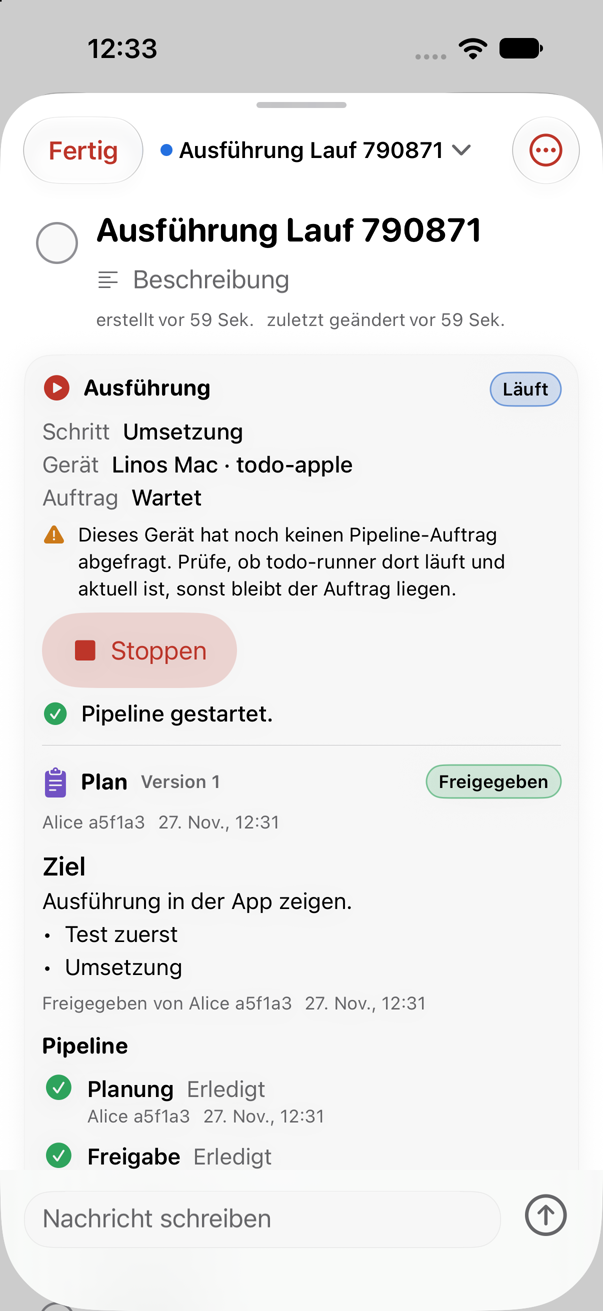 12:33
Fertig
Ausführung Lauf 790871
Ausführung Lauf 790871
Beschreibung
erstellt vor 59 Sek. zuletzt geändert vor 59 Sek.
Ausführung
Läuft
Schritt Umsetzung
Gerät Linos Mac · todo-apple
Auftrag Wartet
Dieses Gerät hat noch keinen Pipeline-Auftrag
abgefragt. Prüfe, ob todo-runner dort läuft und
aktuell ist, sonst bleibt der Auftrag liegen.
Stoppen
Pipeline gestartet.
Plan Version 1
Freigegeben
Alice a5f1a3 27. Nov., 12:31
Ziel
Ausführung in der App zeigen.
• Test zuerst
• Umsetzung
Freigegeben von Alice a5f1a3 27. Nov., 12:31
Pipeline
Planung Erledigt
Alice a5f1a3 27. Nov., 12:31
Freigabe Erledigt
Nachricht schreiben